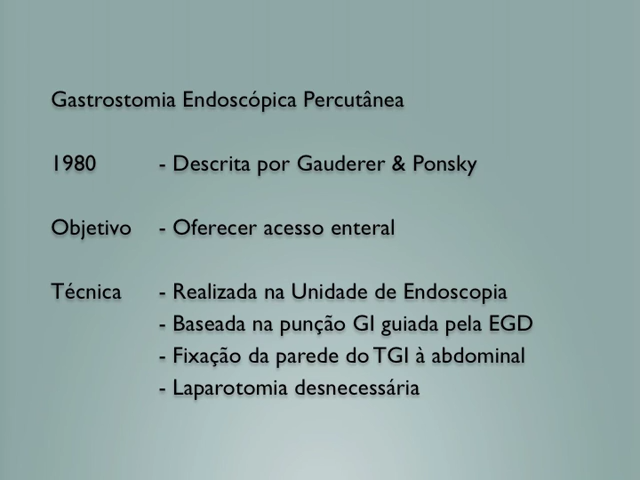 Gastrostomia Endoscópica Percutânea
1980 - Descrita por Gauderer & Ponsky
Objetivo - Oferecer acesso enteral
Técnica - Realizada na Unidade de Endoscopia
- Baseada na punção GI guiada pela EGD
- Fixação da parede do TGI à abdominal
- Laparotomia desnecessária